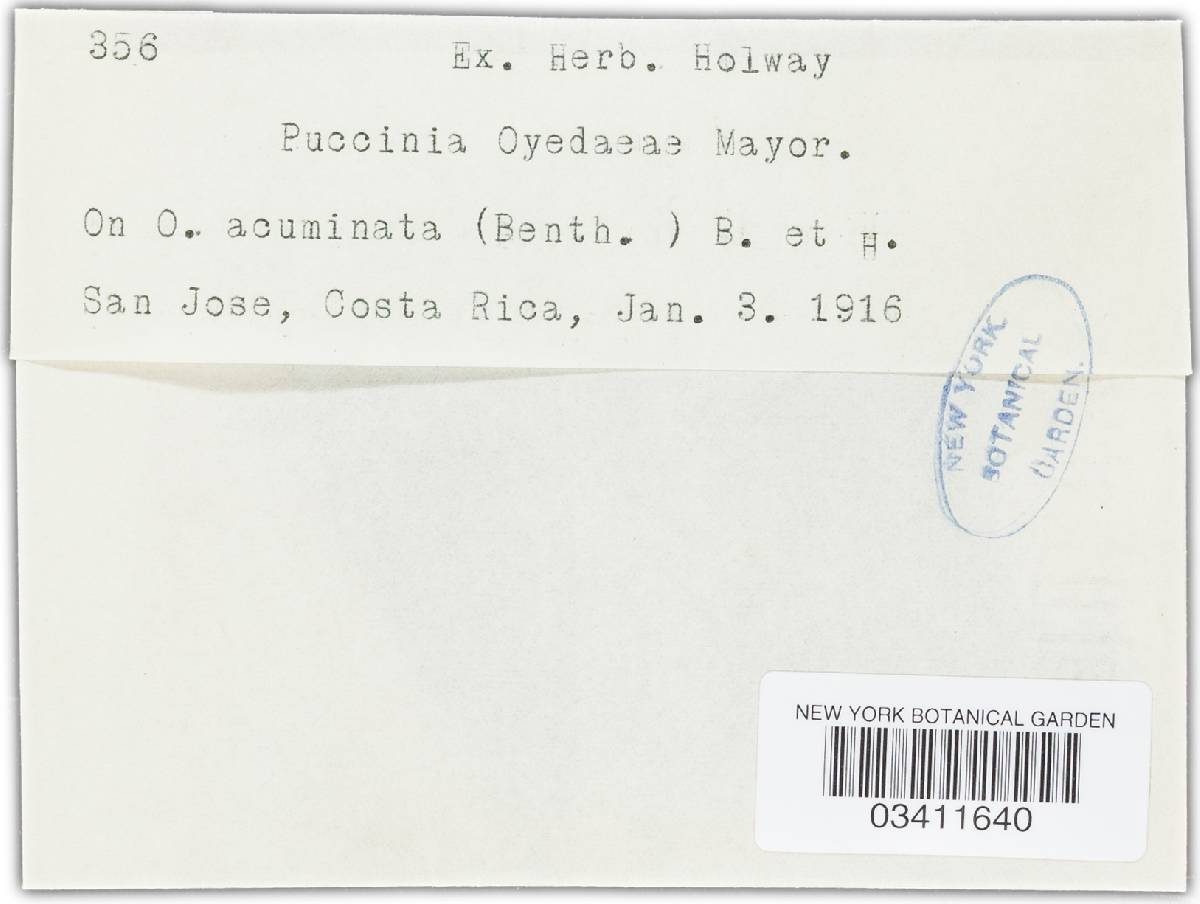 356 Ex. Herb. Holway
Puccinia Oyedaeae Mayor.
On O. acuminata (Benth. ) B. et H.
San Jose, Costa Rica, Jan. 3. 1916
NEW YORK
BOTANICAL
GARDEN.
NEW YORK BOTANICAL GARDEN
03411640